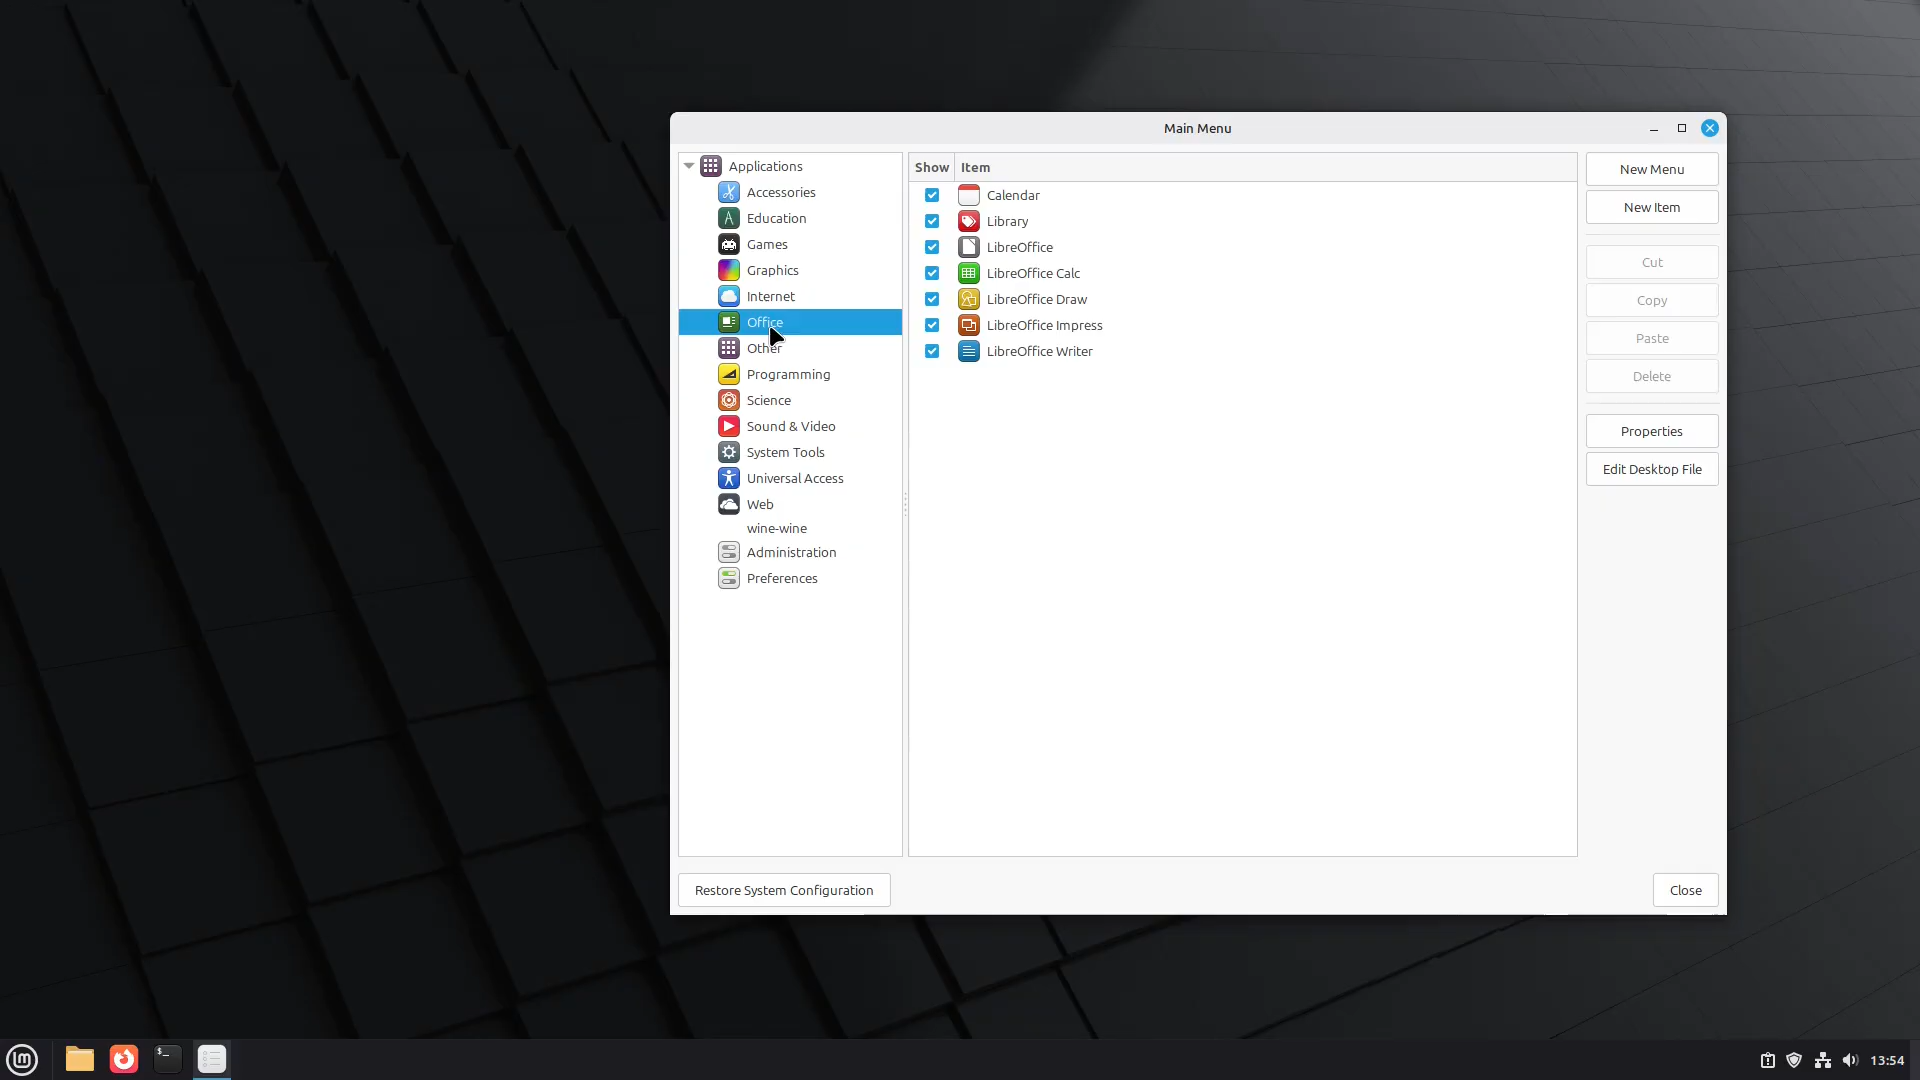 Main Menu
Applications
Accessories
Education
Games
Graphics
Internet
Office
Other
Programming
Science
Sound & Video
System Tools
Universal Access
Web
wine-wine
Administration
Preferences
Show Item
Calendar
Library
LibreOffice
LibreOffice Calc
LibreOffice Draw
LibreOffice Impress
LibreOffice Writer
New Menu
New Item
Cut
Copy
Paste
Delete
Properties
Edit Desktop File
Restore System Configuration
Close
13:54